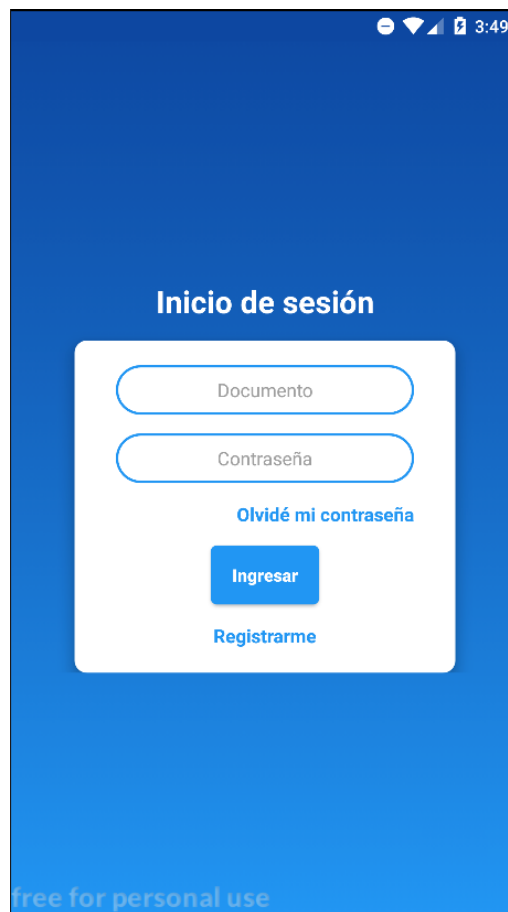 3:49
Inicio de sesión
Documento
Contraseña
Olvidé mi contraseña
Ingresar
Registrarme
free for personal use